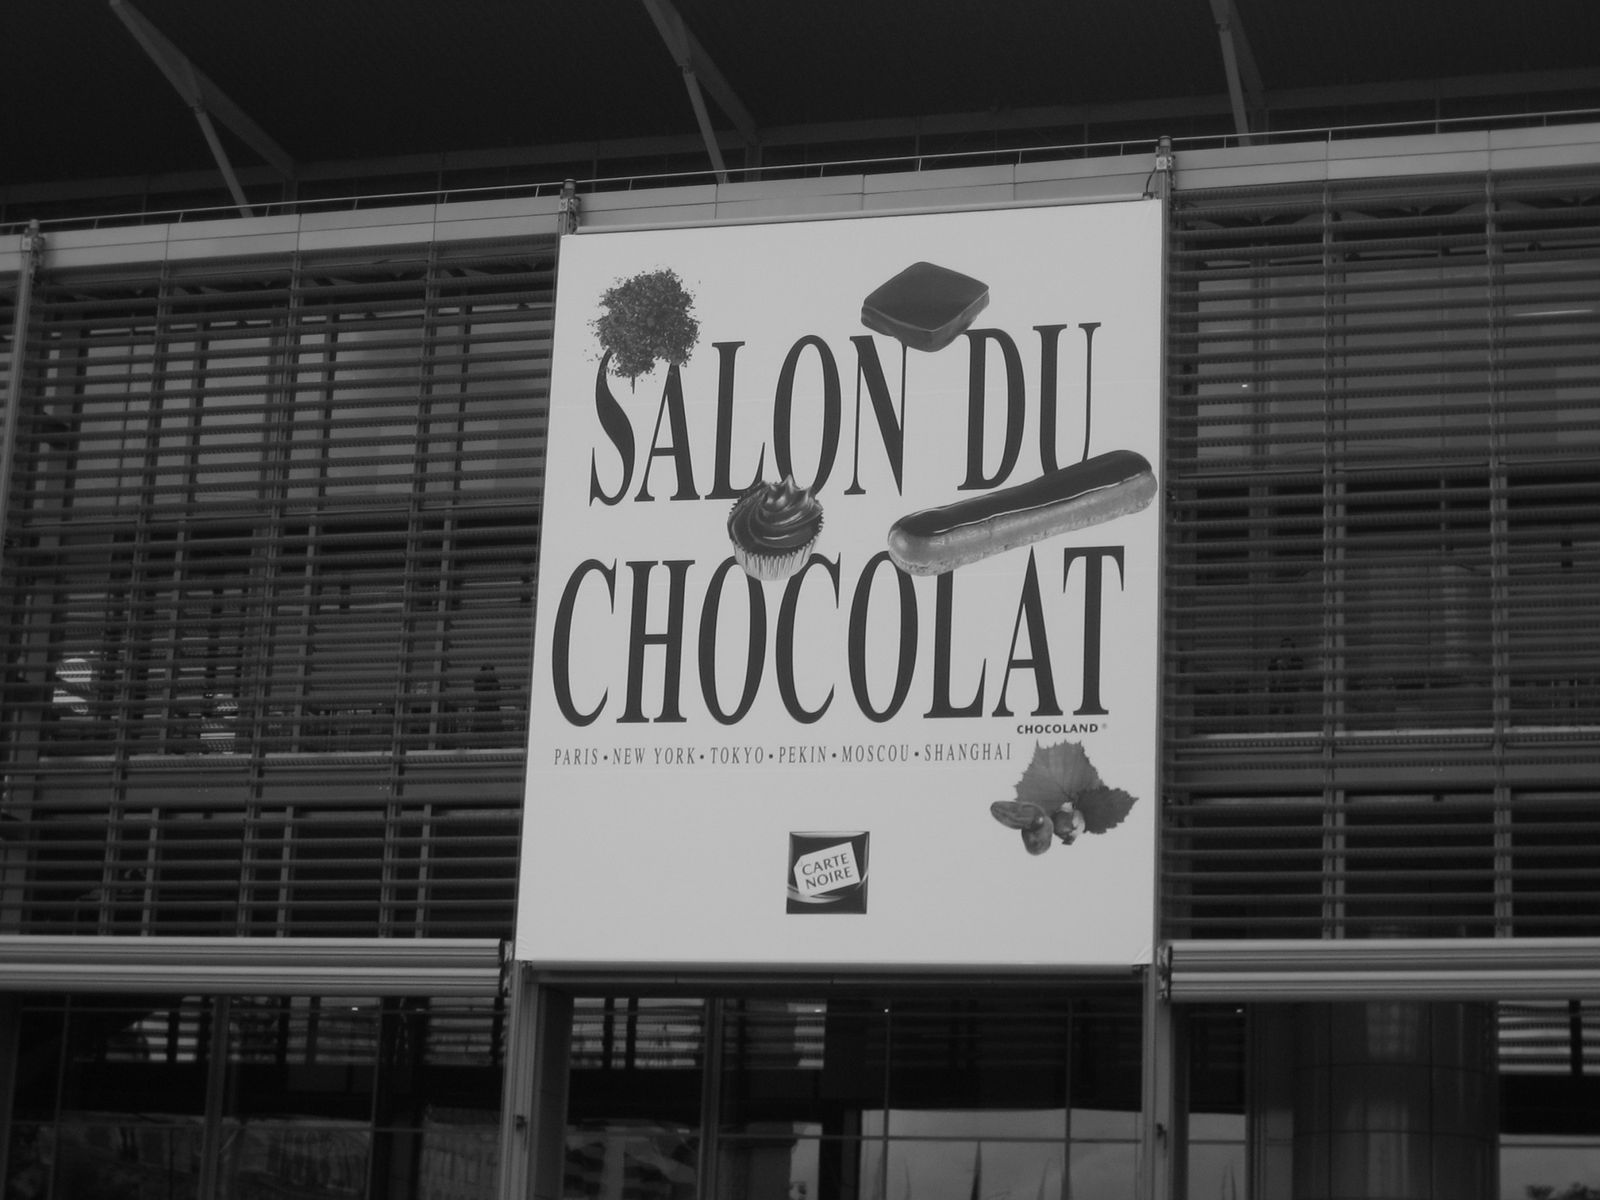 SALON DU
CHOCOLAT
CHOCOLAND®
PARIS • NEW YORK • TOKYO • PEKIN • MOSCOU • SHANGHAI
CARTE
NOIRE